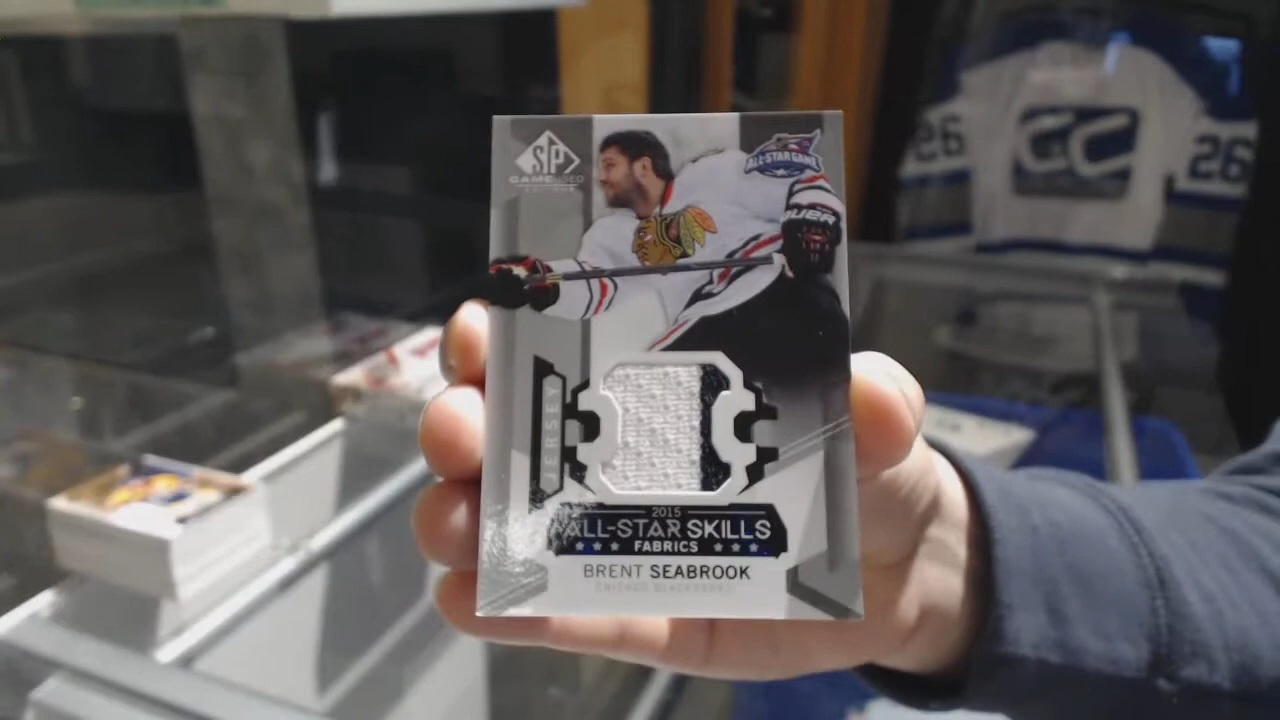 SP
GAME USED
EDITION
ALL-STAR GAME
BAUER
JERSEY
2015
ALL-STAR SKILLS
FABRICS
BRENT SEABROOK
CHICAGO BLACKHAWKS
26
26